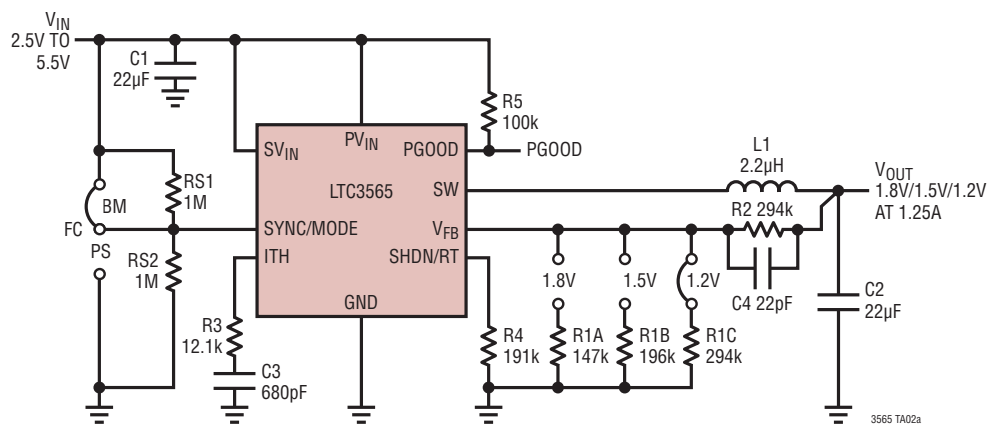 VIN
2.5V TO
5.5V
C1
22µF
R5
100k
PVIN
SVIN
PGOOD
PGOOD
LTC3565
SW
L1
2.2µH
VOUT
1.8V/1.5V/1.2V
AT 1.25A
RS1
1M
BM
FC
PS
SYNC/MODE
VFB
R2 294k
RS2
1M
ITH
SHDN/RT
1.8V
1.5V
1.2V
C4 22pF
GND
C2
22µF
R3
12.1k
R4
191k
R1A
147k
R1B
196k
R1C
294k
C3
680pF
3565 TA02a